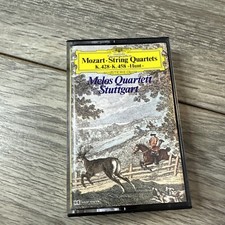 Mozart·String Quartets
K. 428·K. 458 »Hunt«
Melos Quartett
Stuttgart